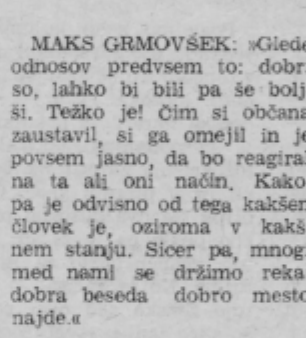 MAKS GRMOVŠEK: »Glede
odnosov predvsem to: dobri
so, lahko bi bili pa še bolj-
ši. Težko je! Čim si občana
zaustavil, si ga omejil in je
povsem jasno, da bo reagiral
na ta ali oni način. Kako,
pa je odvisno od tega kakšen
človek je, oziroma v kakš-
nem stanju. Sicer pa, mnogi
med nami se držimo reka:
dobra beseda dobro mesto
najde.«